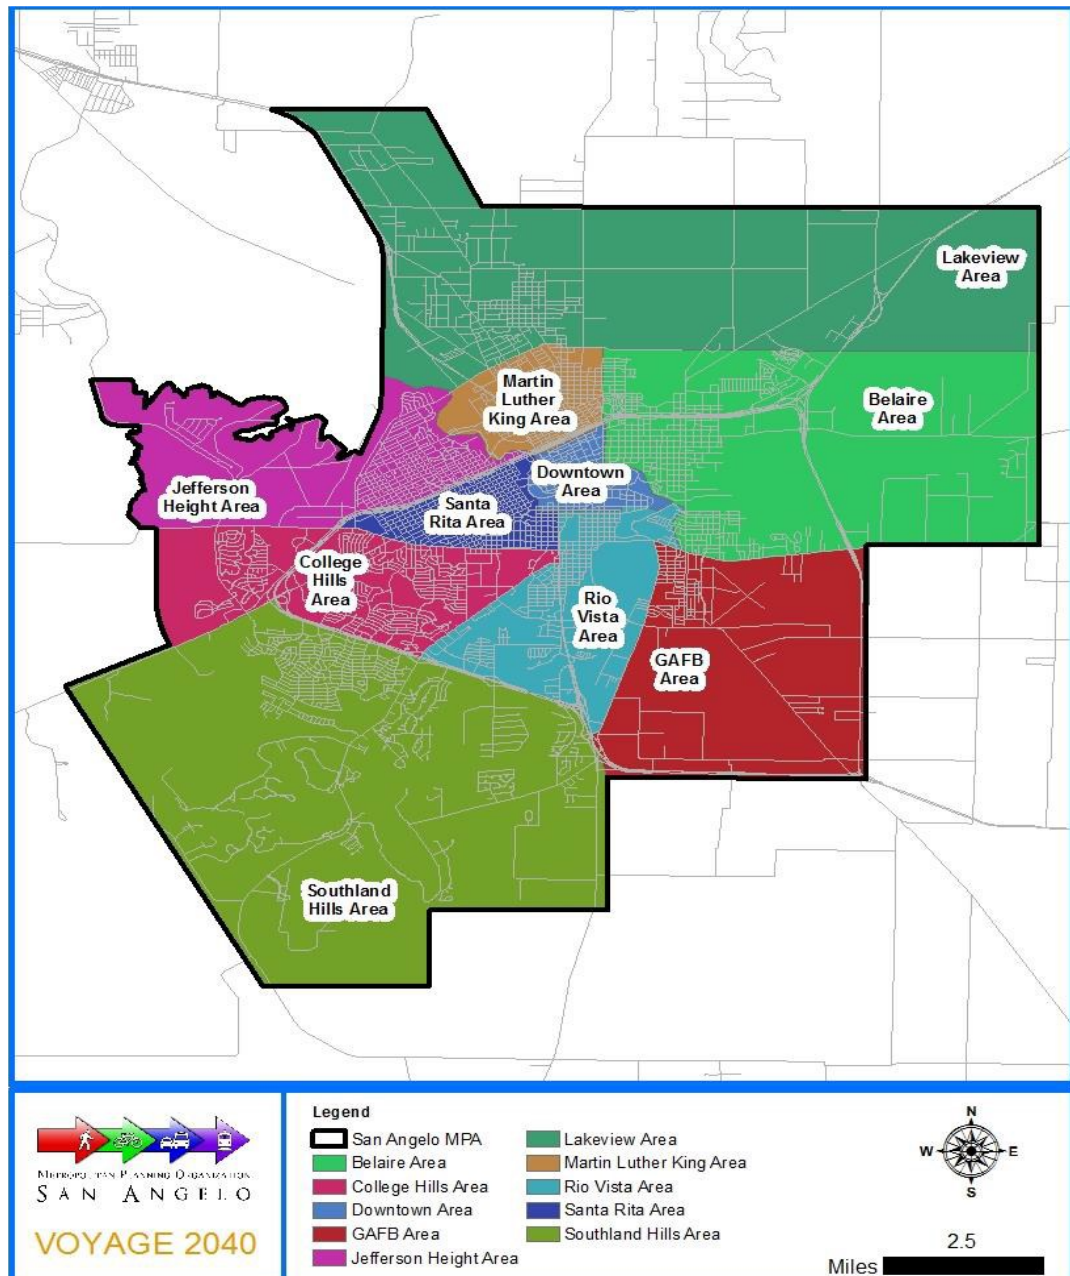 Lakeview
Area
Martin
Luther
King Area
Belaire
Area
Downtown
Area
Jefferson
Height Area
Santa
Rita Area
College
Hills
Area
Rio
Vista
Area
GAFB
Area
Southland
Hills Area
METROPOLITAN PLANNING ORGANIZATION
SAN ANGELO
VOYAGE 2040
Legend
San Angelo MPA
Belaire Area
College Hills Area
Downtown Area
GAFB Area
Jefferson Height Area
Lakeview Area
Martin Luther King Area
Rio Vista Area
Santa Rita Area
Southland Hills Area
N
W E
S
2.5
Miles